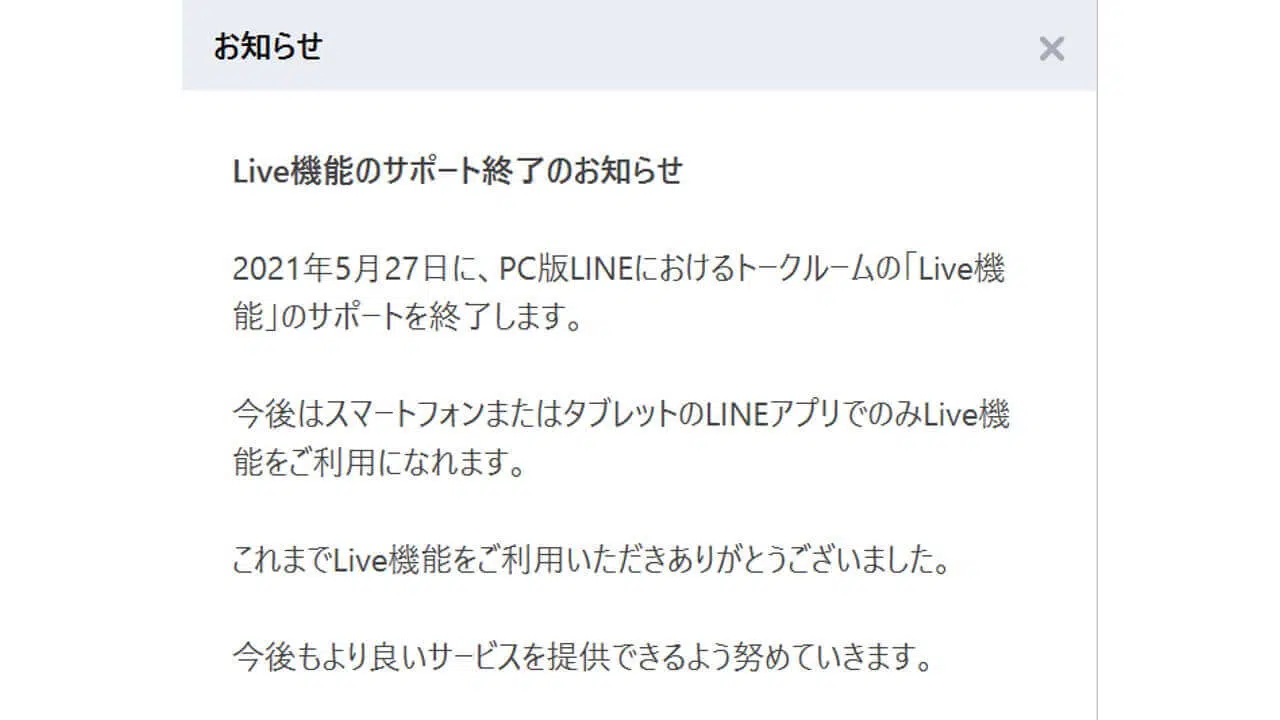 お知らせ
Live機能のサポート終了のお知らせ
2021年5月27日に、PC版LINEにおけるトークルームの「Live機
能」のサポートを終了します。
今後はスマートフォンまたはタブレットのLINEアプリでのみLive機
能をご利用になれます。
これまでLive機能をご利用いただきありがとうございました。
今後もより良いサービスを提供できるよう努めていきます。